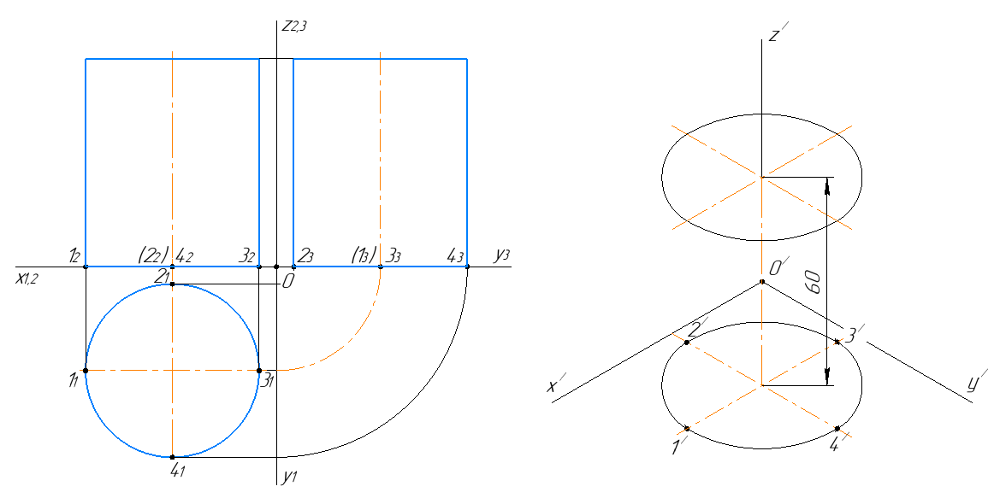 z2,3
z′
12
(22)
42
32
23
(13)
33
43
y3
x1,2
21
0
0′
60
2′
3′
11
31
x′
y′
1′
4′
41
y1